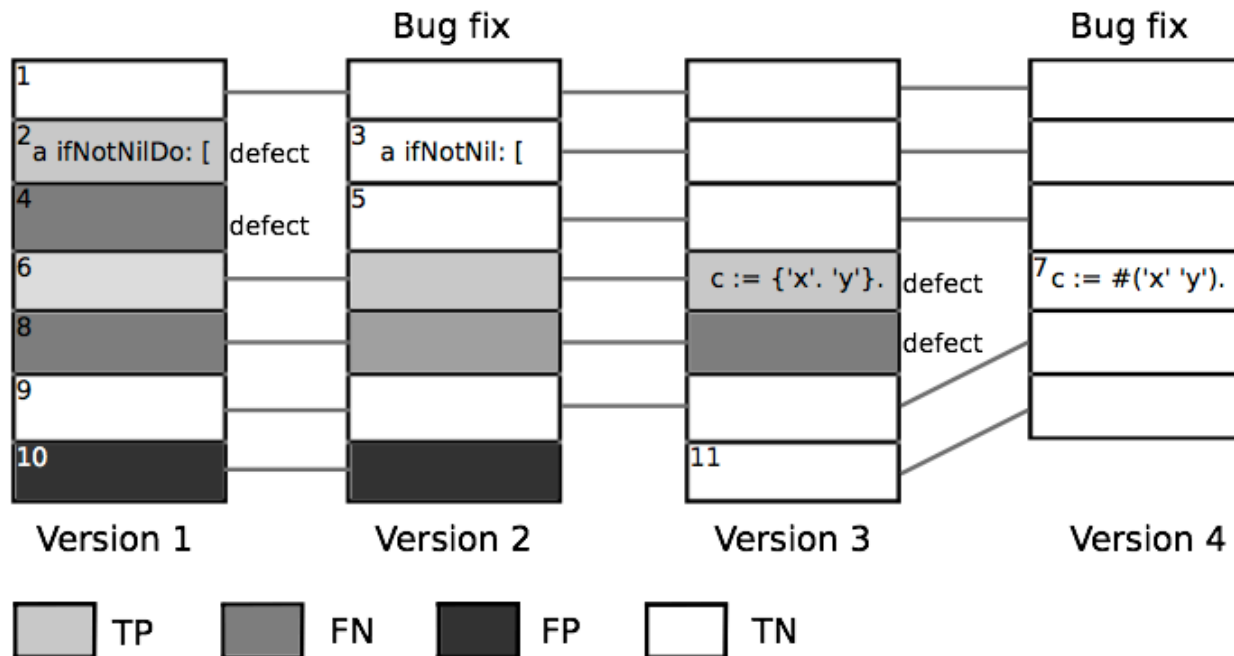 Bug fix
Bug fix
1
2 a ifNotNilDo: [ defect
3 a ifNotNil: [
4 defect
5
6
c := {'x'. 'y'}. defect
7 c := #('x' 'y').
8
defect
9
10
11
Version 1
Version 2
Version 3
Version 4
TP
FN
FP
TN